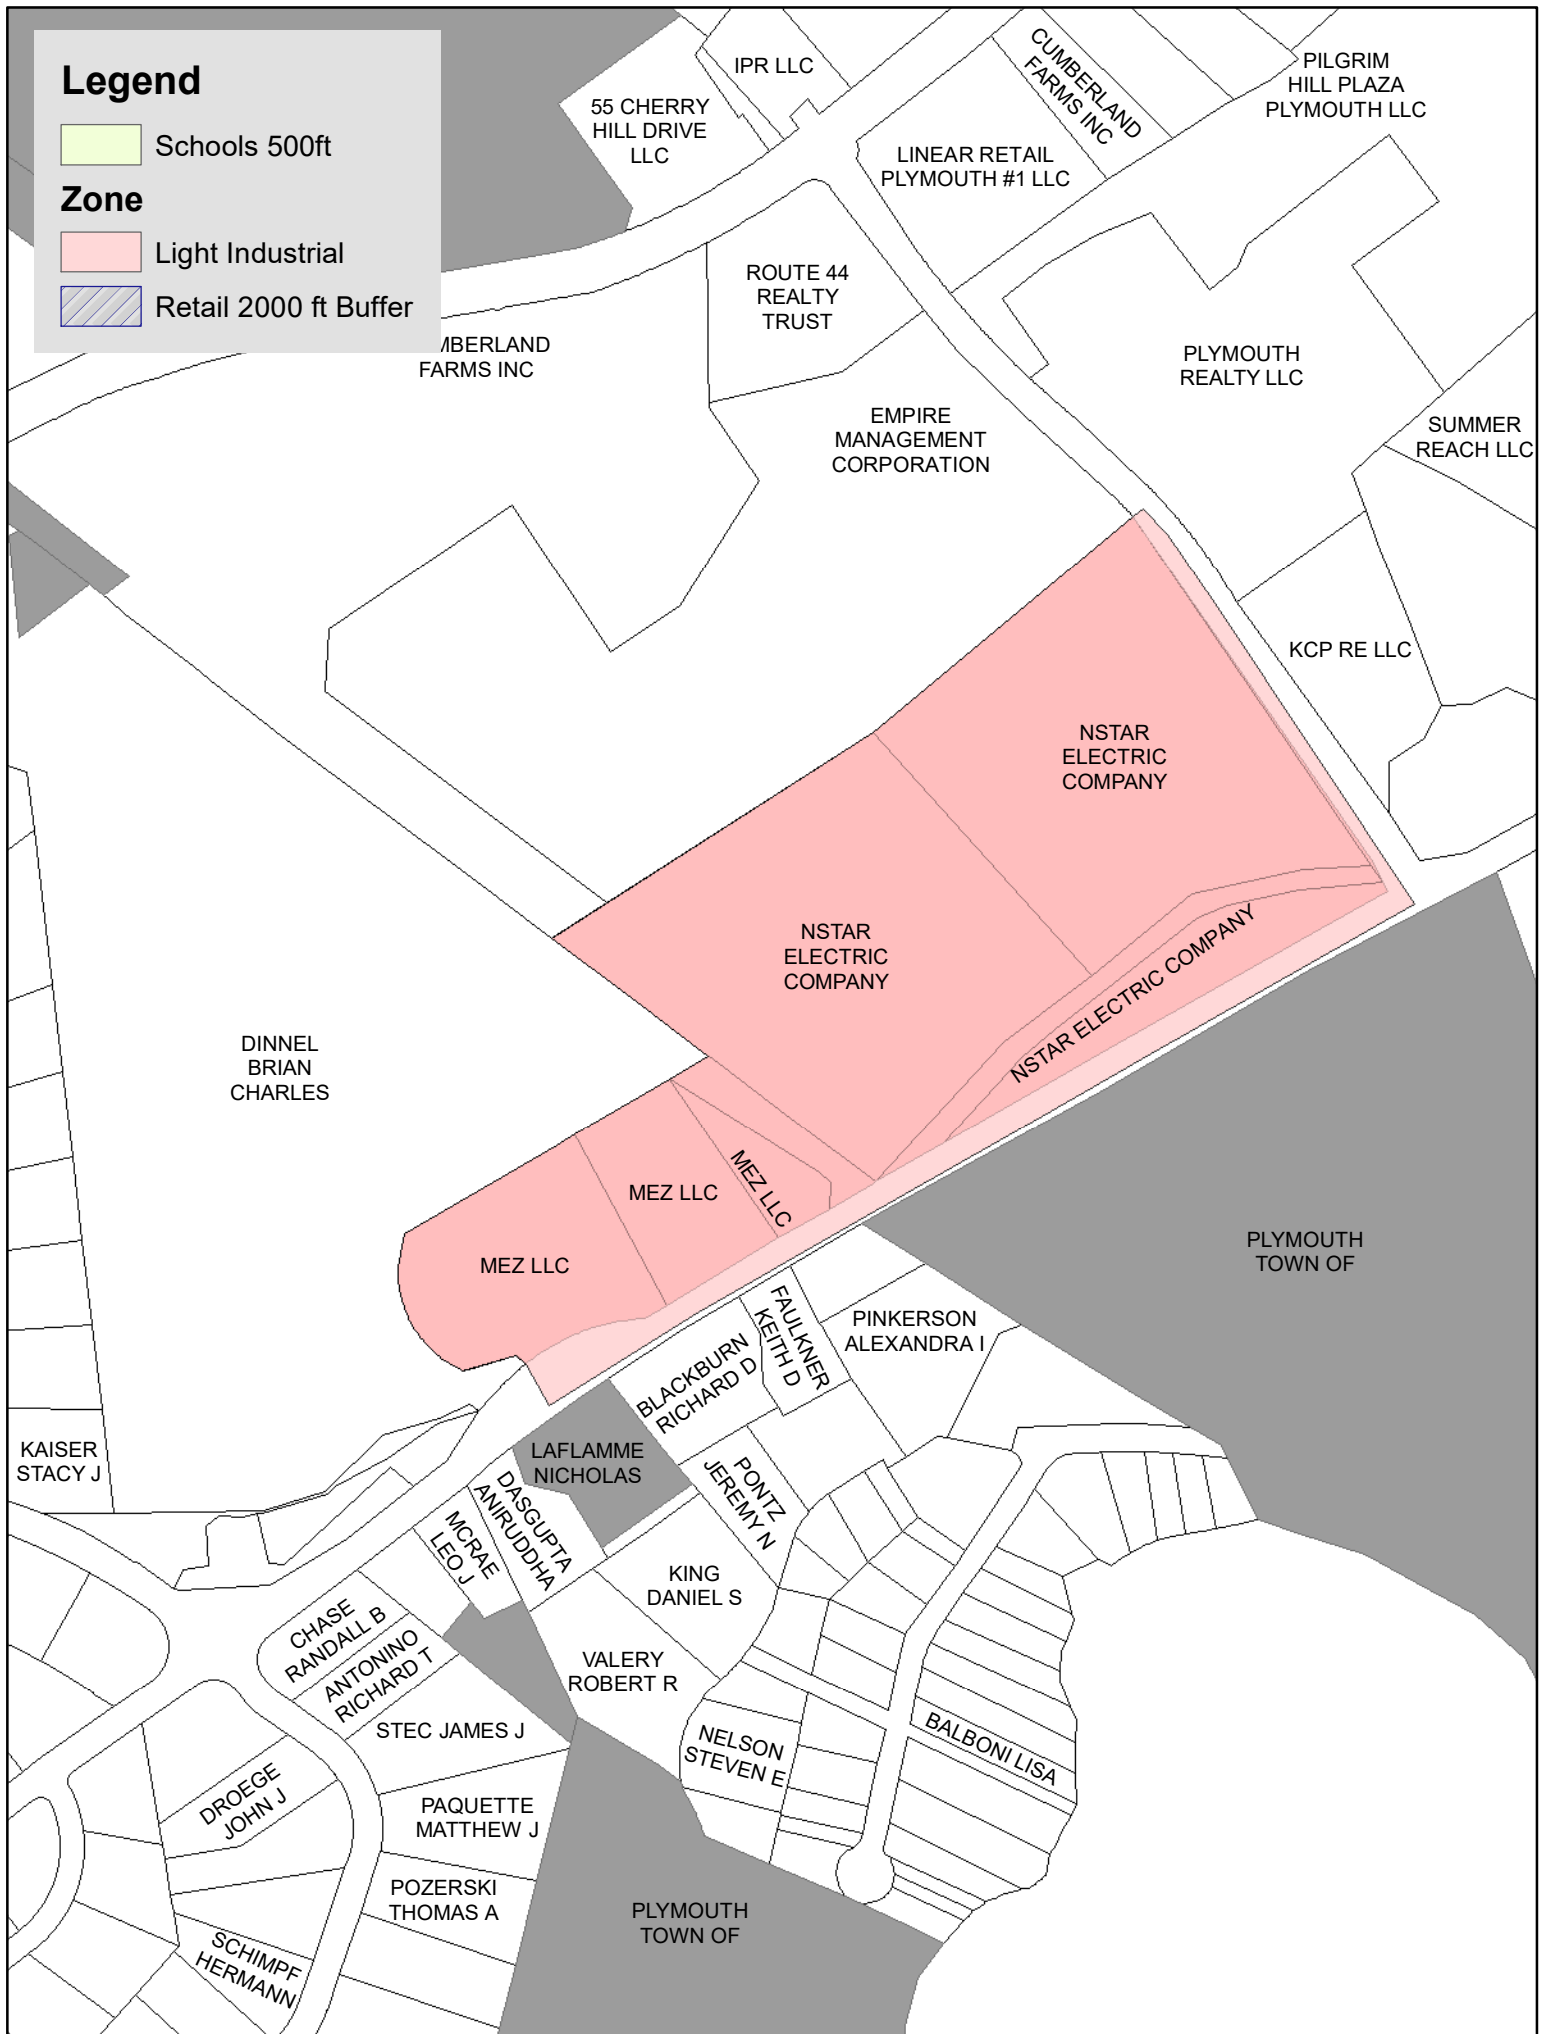 Legend
Schools 500ft
Zone
Light Industrial
Retail 2000 ft Buffer
IPR LLC
55 CHERRY
HILL DRIVE
LLC
CUMBERLAND
FARMS INC
PILGRIM
HILL PLAZA
PLYMOUTH LLC
LINEAR RETAIL
PLYMOUTH #1 LLC
ROUTE 44
REALTY
TRUST
MBERLAND
FARMS INC
PLYMOUTH
REALTY LLC
EMPIRE
MANAGEMENT
CORPORATION
SUMMER
REACH LLC
KCP RE LLC
NSTAR
ELECTRIC
COMPANY
NSTAR
ELECTRIC
COMPANY
NSTAR ELECTRIC COMPANY
DINNEL
BRIAN
CHARLES
MEZ LLC
MEZ LLC
MEZ LLC
PLYMOUTH
TOWN OF
FAULKNER
KEITH D
PINKERSON
ALEXANDRA I
BLACKBURN
RICHARD D
KAISER
STACY J
LAFLAMME
NICHOLAS
PONTZ
JEREMY N
DASGUPTA
ANIRUDDHA
MCRAE
LEO J
KING
DANIEL S
CHASE
RANDALL B
ANTONINO
RICHARD T
VALERY
ROBERT R
STEC JAMES J
NELSON
STEVEN E
BALBONI LISA
DROEGE
JOHN J
PAQUETTE
MATTHEW J
POZERSKI
THOMAS A
PLYMOUTH
TOWN OF
SCHIMPF
HERMANN